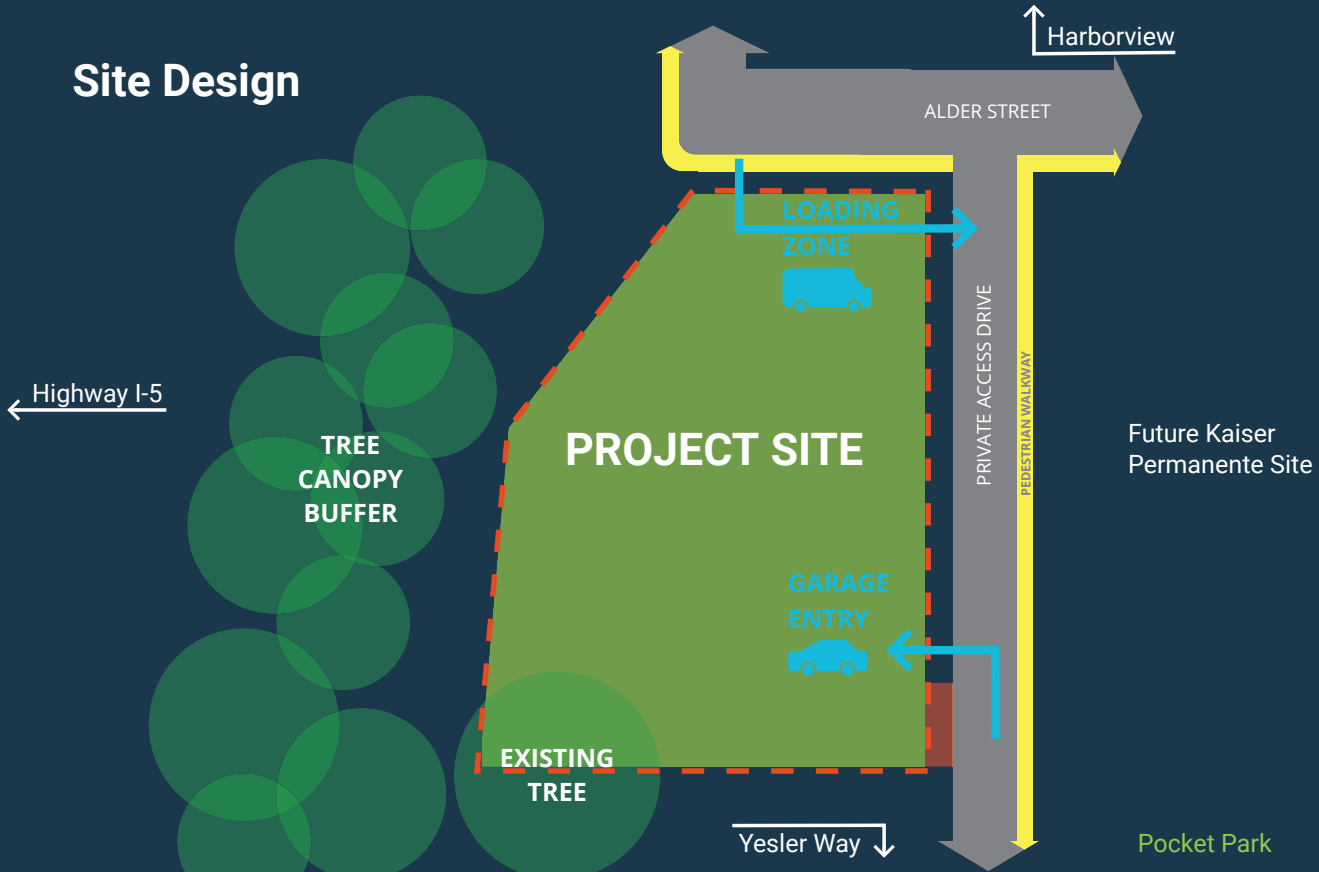 Harborview
Site Design
ALDER STREET
LOADING
ZONE
PRIVATE ACCESS DRIVE
PEDESTRIAN WALKWAY
Highway I-5
TREE
CANOPY
BUFFER
PROJECT SITE
Future Kaiser
Permanente Site
GARAGE
ENTRY
EXISTING
TREE
Yesler Way
Pocket Park